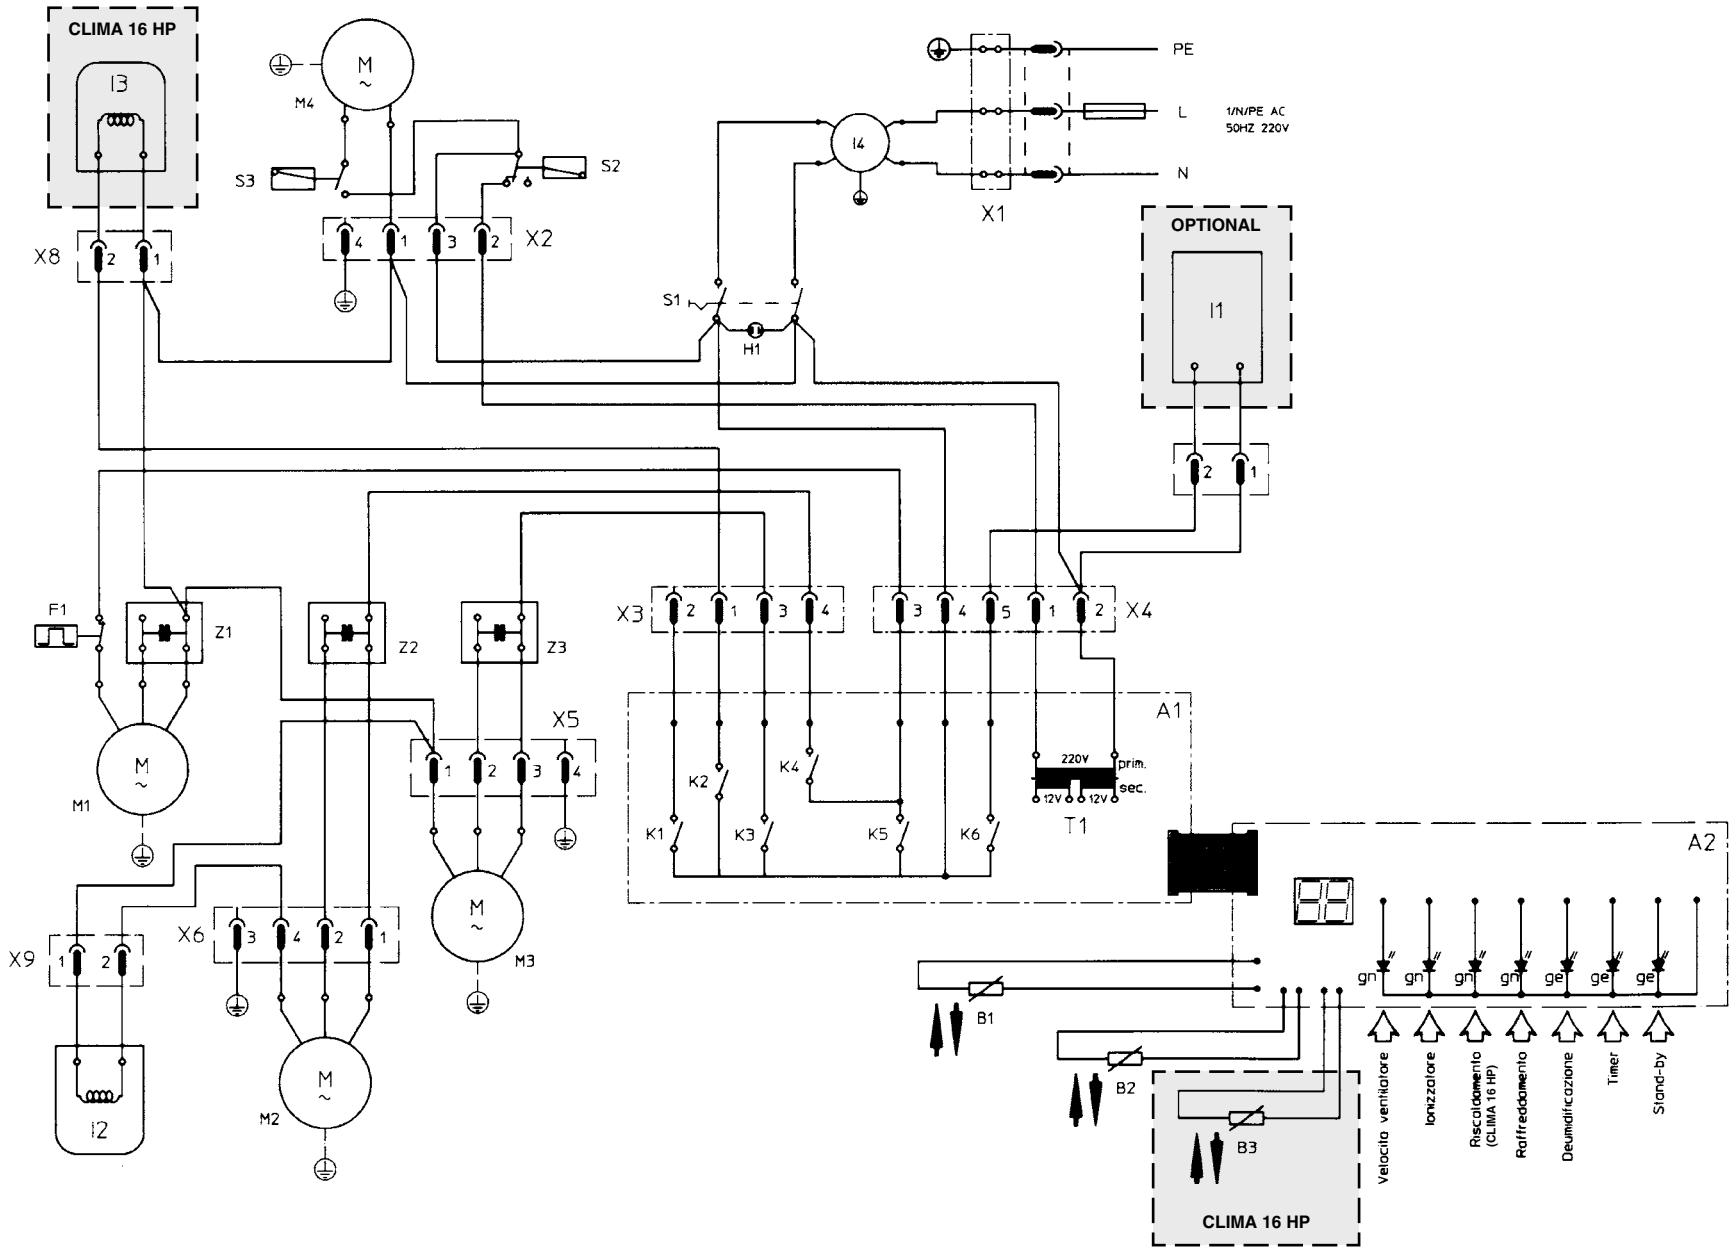 CLIMA 16 HP
I3
M
~
M4
S3
S2
X8
2
1
4
1
3
2
X2
I4
PE
L
N
1/N/PE AC
50HZ 220V
X1
OPTIONAL
I1
2
1
S1
H1
F1
Z1
Z2
Z3
X3
2
1
3
4
3
4
5
1
2
X4
A1
M
~
M1
X5
1
2
3
4
K1
K2
K3
K4
K5
K6
220V
prim.
sec.
12V
12V
T1
A2
M
~
M3
X9
1
2
X6
3
4
2
1
I2
M
~
M2
B1
B2
B3
CLIMA 16 HP
gn
gn
gn
gn
ge
ge
ge
Velocita ventilatore
Ionizzatore
Riscaldamento
(CLIMA 16 HP)
Raffreddamento
Deumidificazione
Timer
Stand-by